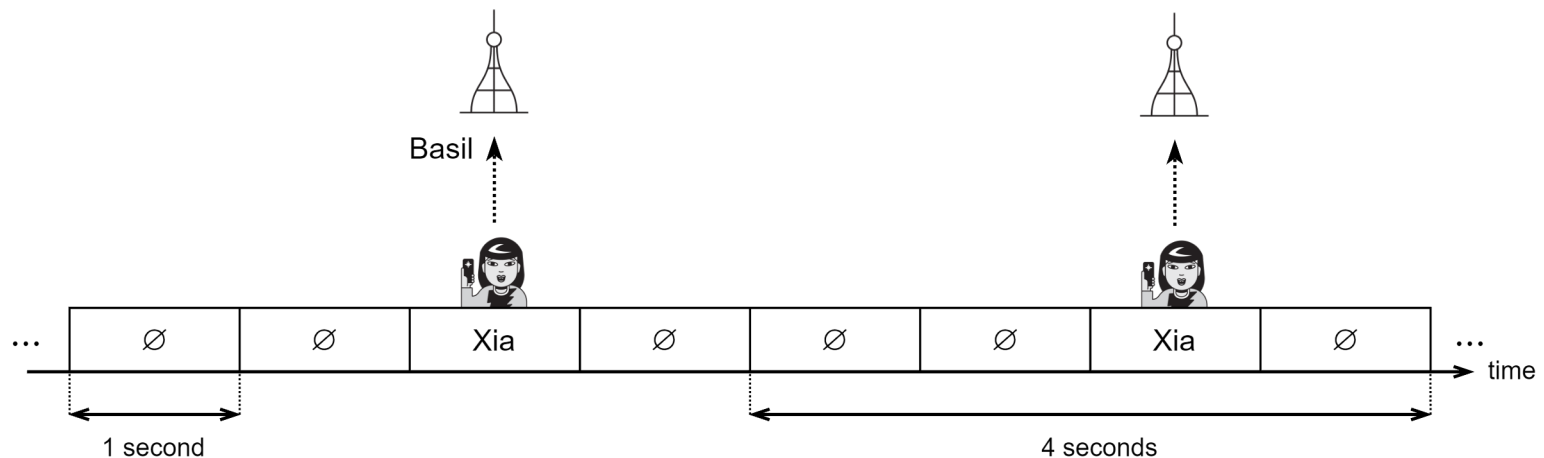 Basil
... ∅ ∅ Xia ∅ ∅ ∅ Xia ∅ ...
time
1 second 4 seconds